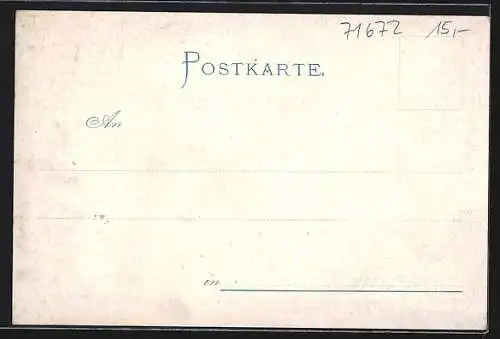 71672 15,-
POSTKARTE.
An
in